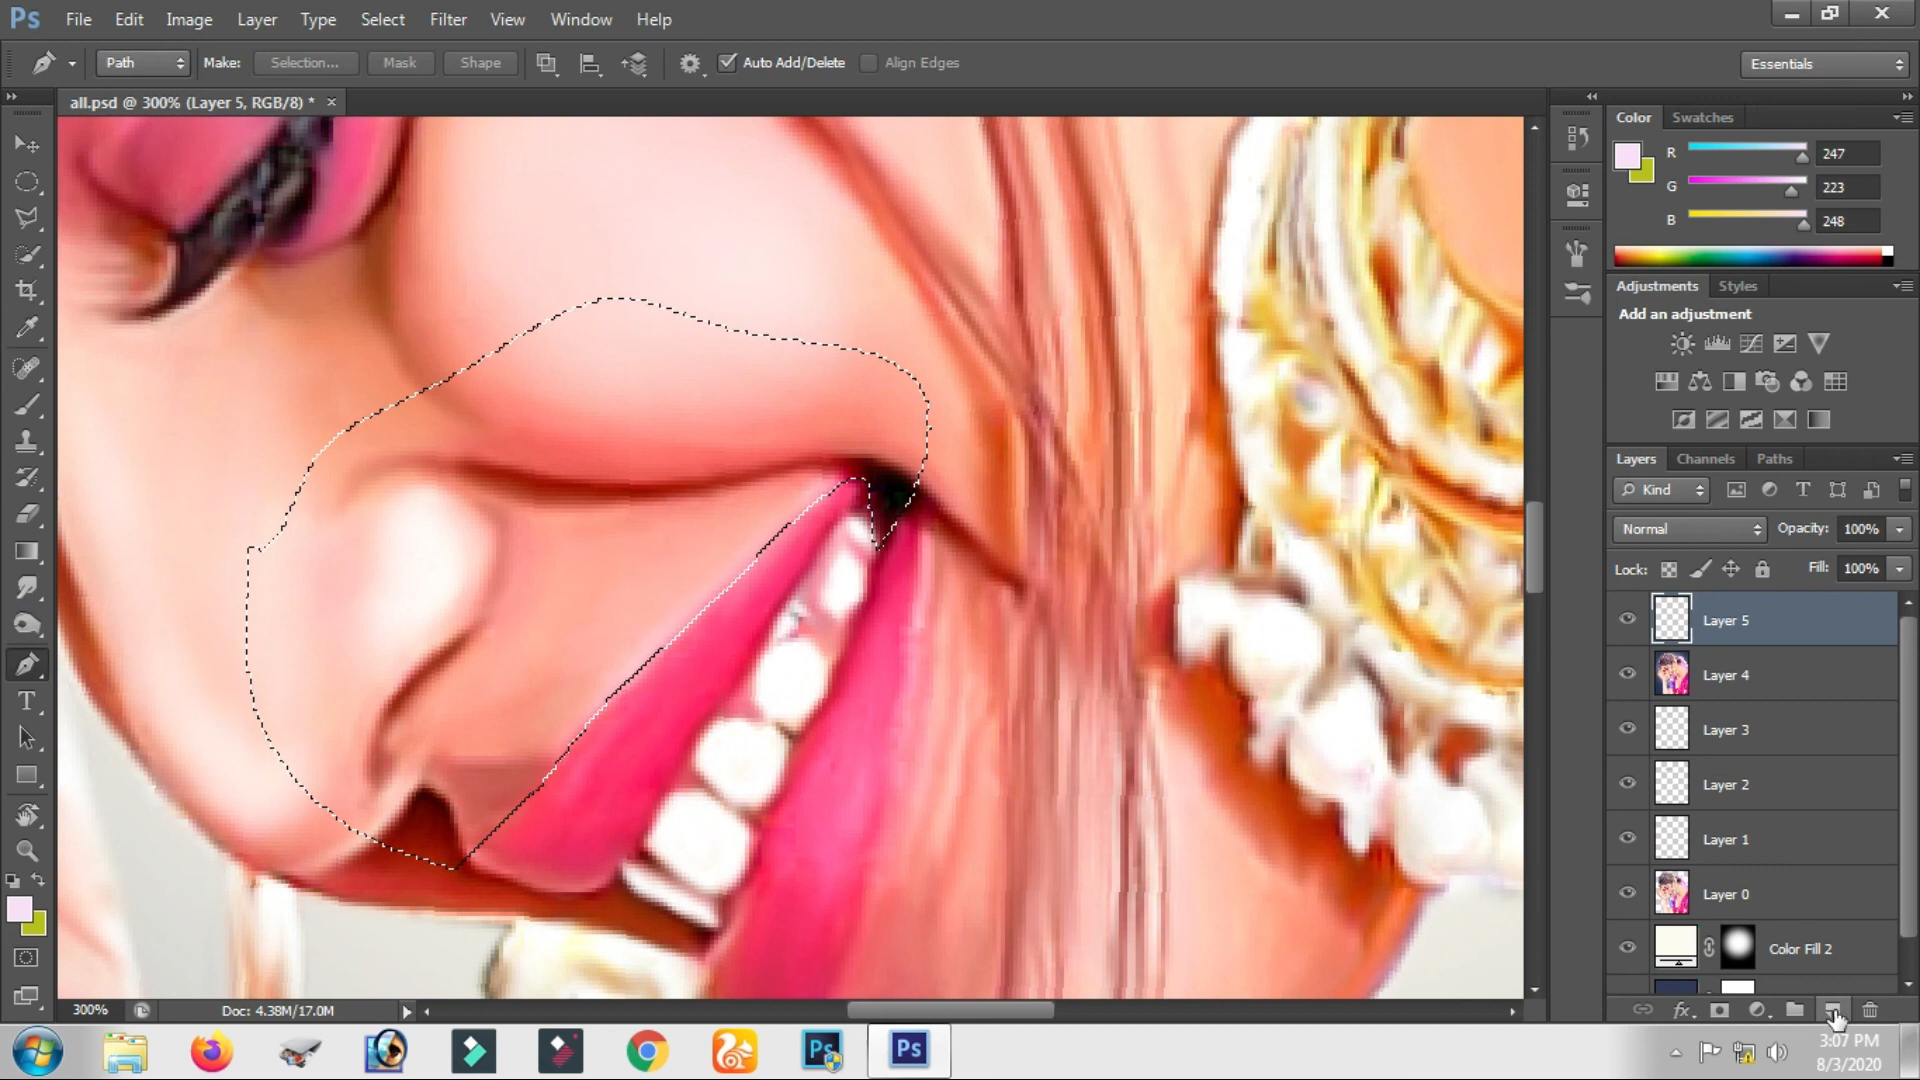 Ps File Edit Image Layer Type Select Filter View Window Help
Path Make: Selection... Mask Shape Auto Add/Delete Align Edges Essentials
all.psd @ 300% (Layer 5, RGB/8) * ×
Color Swatches
R 247
G 223
B 248
Adjustments Styles
Add an adjustment
Layers Channels Paths
Kind
Normal Opacity: 100%
Lock: Fill: 100%
Layer 5
Layer 4
Layer 3
Layer 2
Layer 1
Layer 0
Color Fill 2
300% Doc: 4.38M/17.0M
Ps Ps
3:07 PM
8/3/2020